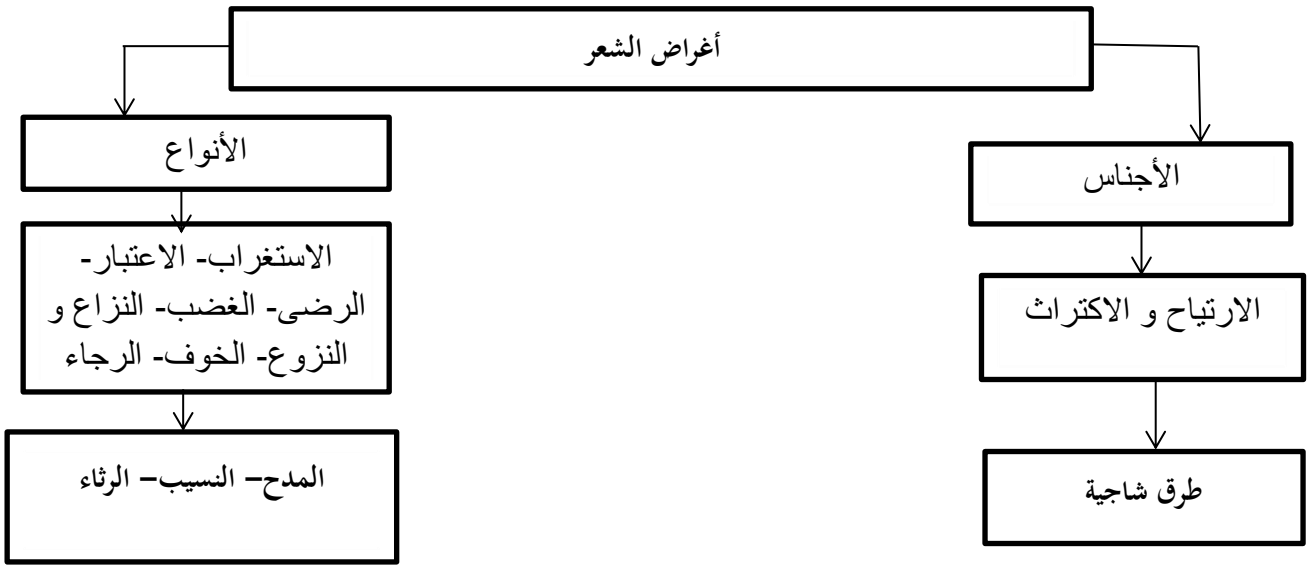 أغراض الشعر
الأجناس
الارتياح و الاكتراث
طرق شاجية
الأنواع
الاستغراب- الاعتبار-
الرضى- الغضب- النزاع و
النزوع- الخوف- الرجاء
المدح– النسيب– الرثاء